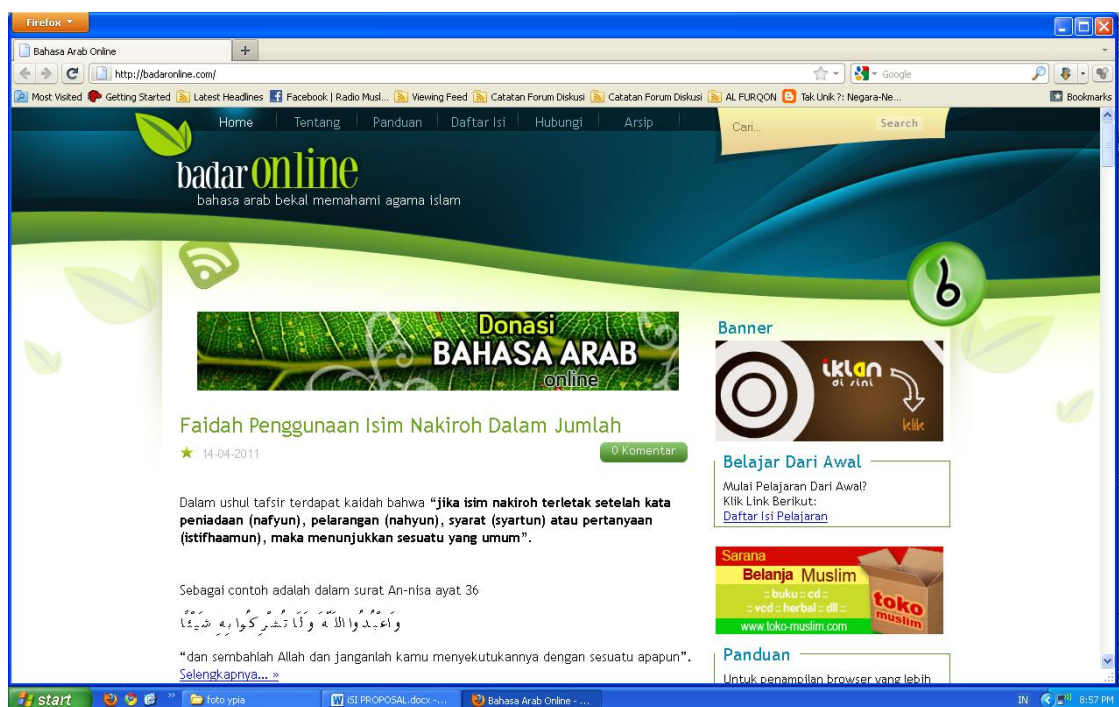 Firefox
Bahasa Arab Online
http://badaronline.com/
Google
Most Visited Getting Started Latest Headlines Facebook | Radio Musl... Viewing Feed Catatan Forum Diskusi Catatan Forum Diskusi AL FURQON Tak Unik ?: Negara-Ne... Bookmarks
Home Tentang Panduan Daftar Isi Hubungi Arsip
Cari... Search
badar online
bahasa arab bekal memahami agama islam
Donasi
BAHASA ARAB
online
Faidah Penggunaan Isim Nakiroh Dalam Jumlah
14-04-2011
0 Komentar
Dalam ushul tafsir terdapat kaidah bahwa “jika isim nakiroh terletak setelah kata
peniadaan (nafyun), pelarangan (nahyun), syarat (syartun) atau pertanyaan
(istifhaamun), maka menunjukkan sesuatu yang umum”.
Sebagai contoh adalah dalam surat An-nisa ayat 36
وَاعْبُدُوا اللَّهَ وَلَا تُشْرِكُوا بِهِ شَيْئًا
“dan sembahlah Allah dan janganlah kamu menyekutukannya dengan sesuatu apapun”.
Selengkapnya... »
Banner
iklan
di sini
klik
Belajar Dari Awal
Mulai Pelajaran Dari Awal?
Klik Link Berikut:
Daftar Isi Pelajaran
Sarana
Belanja Muslim
:: buku :: cd ::
:: vcd :: herbal :: dll ::
www.toko-muslim.com
toko
muslim
Panduan
Untuk penampilan browser yang lebih
start
foto ypia
iSI PROPOSAL.docx -...
Bahasa Arab Online - ...
IN
8:57 PM